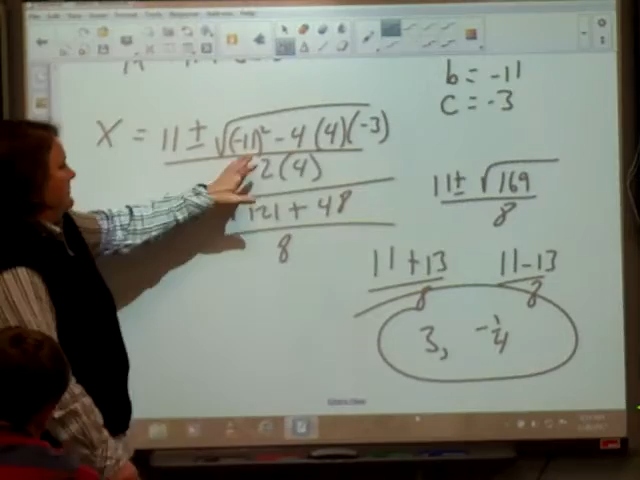 b = -11
c = -3
X = 11 ± √(-11)² - 4(4)(-3)
2(4)
121 + 48
8
11 ± √169
8
11 + 13
8
11 - 13
8
3, -1/4